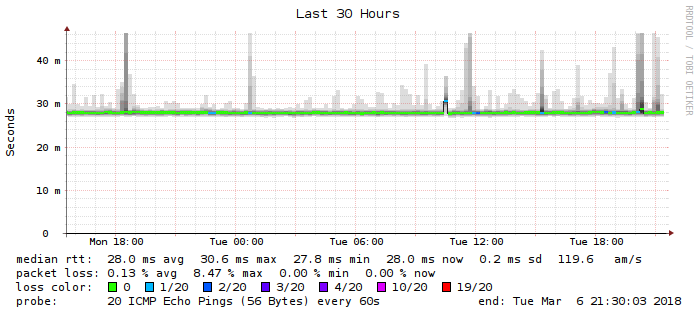 Last 30 Hours
RRDTOOL / TOBI OETIKER
Seconds
40 m
30 m
20 m
10 m
0
Mon 18:00 Tue 00:00 Tue 06:00 Tue 12:00 Tue 18:00
median rtt: 28.0 ms avg 30.6 ms max 27.8 ms min 28.0 ms now 0.2 ms sd 119.6 am/s
packet loss: 0.13 % avg 8.47 % max 0.00 % min 0.00 % now
loss color: 0 1/20 2/20 3/20 4/20 10/20 19/20
probe: 20 ICMP Echo Pings (56 Bytes) every 60s end: Tue Mar 6 21:30:03 2018